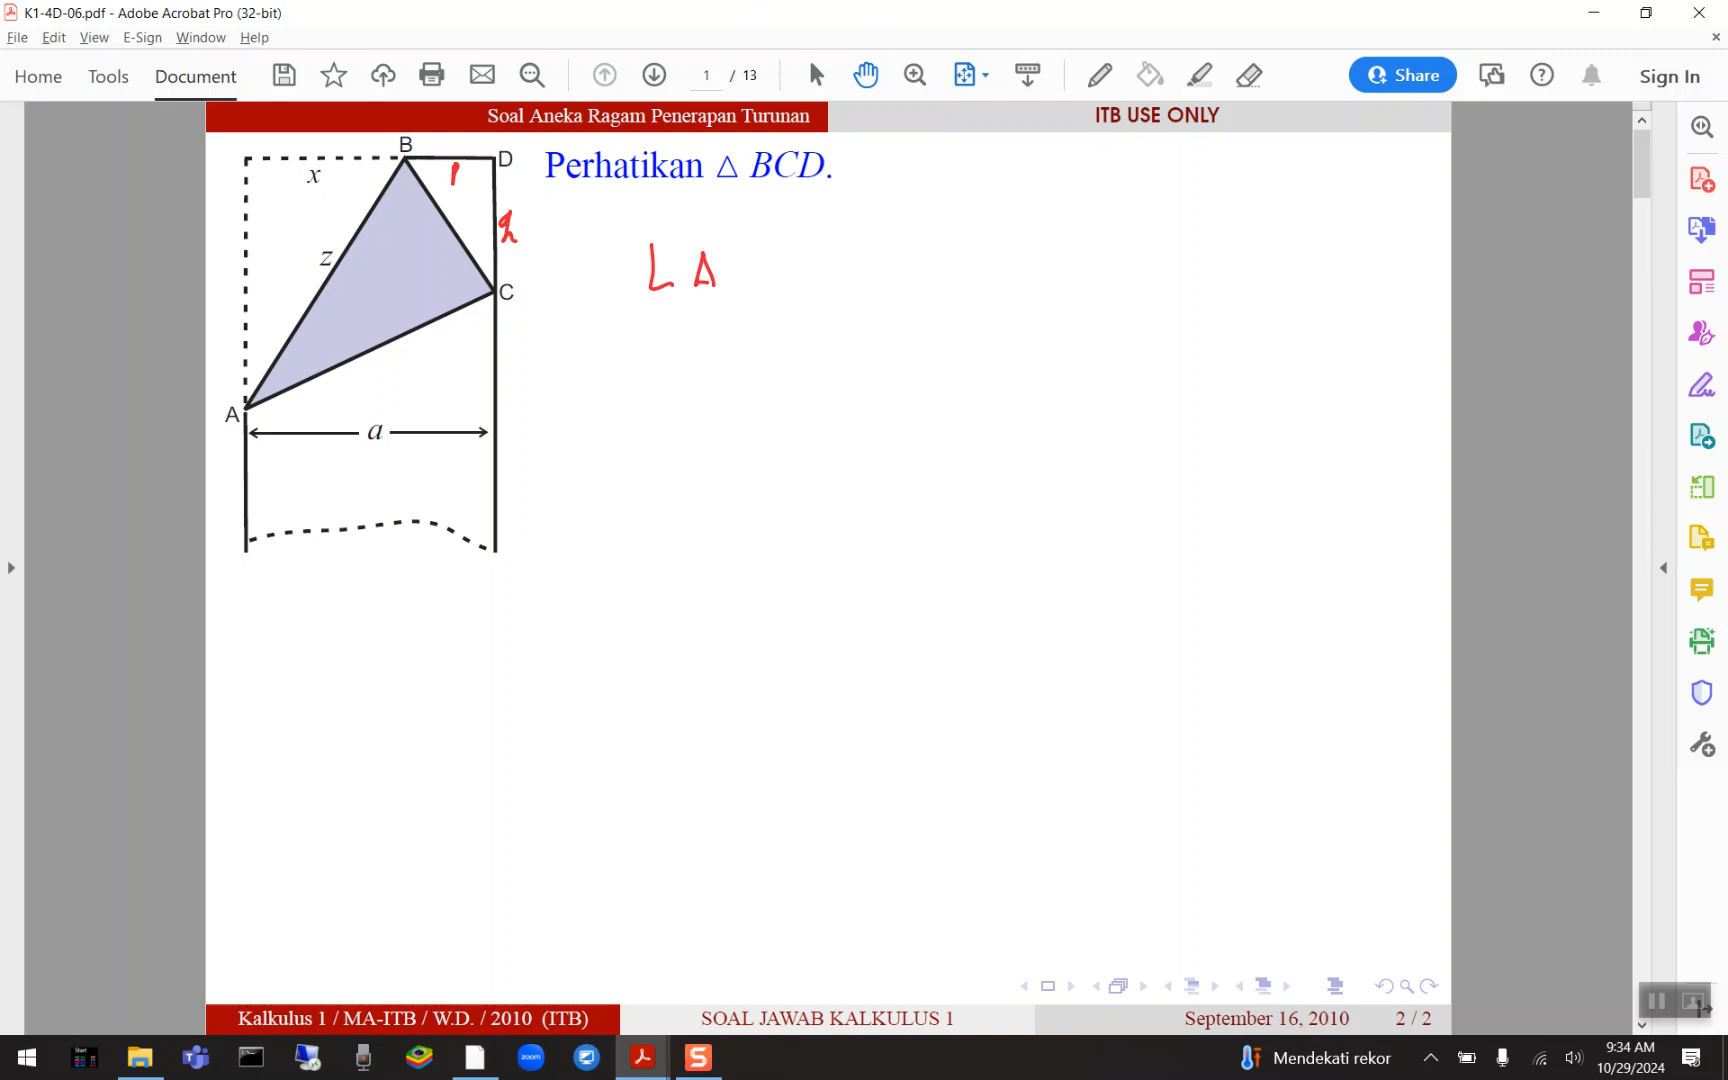 K1-4D-06.pdf - Adobe Acrobat Pro (32-bit)
File Edit View E-Sign Window Help
Home Tools Document 1 / 13 Share Sign In
Soal Aneka Ragam Penerapan Turunan ITB USE ONLY
B
D
x
Perhatikan △ BCD.
z
L Δ
C
A
a
Kalkulus 1 / MA-ITB / W.D. / 2010 (ITB) SOAL JAWAB KALKULUS 1 September 16, 2010 2 / 2
Start
zoom
S
Mendekati rekor
9:34 AM
10/29/2024